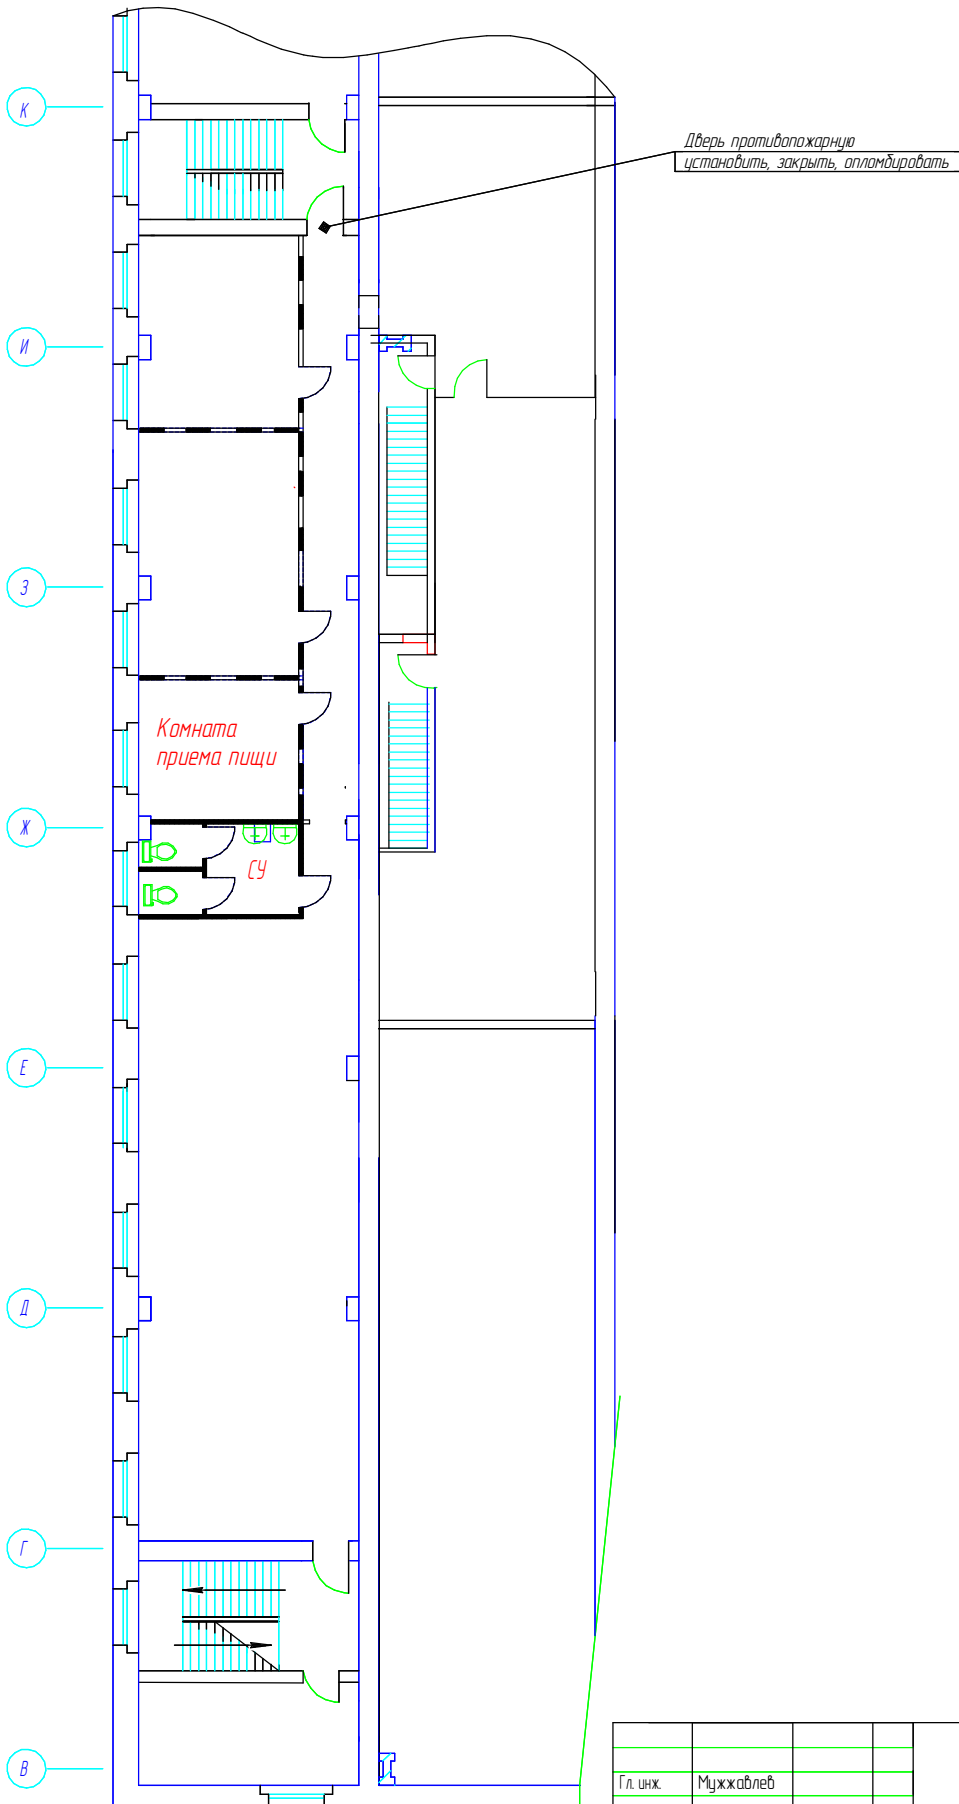 К
Дверь противопожарную
установить, закрыть, опломбировать
И
З
Комната
приема пищи
Ж
СУ
Е
Д
Г
В
Гл. инж. Мужжавлев